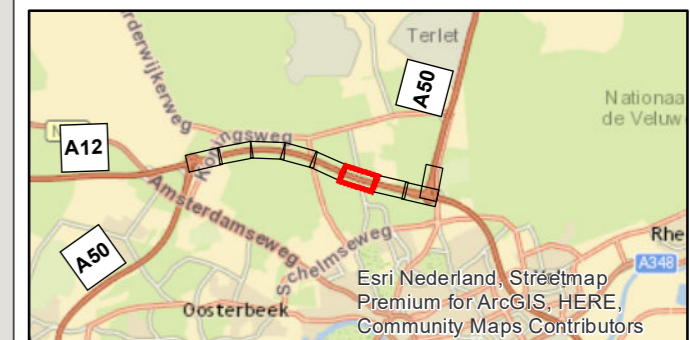 Terlet
rderwijkerweg
A50
Nationaa
de Veluw
N
Koningsweg
A12
Amsterdamseweg
Schelmseweg
Rhe
A348
A50
Oosterbeek
Esri Nederland, Streetmap
Premium for ArcGIS, HERE,
Community Maps Contributors